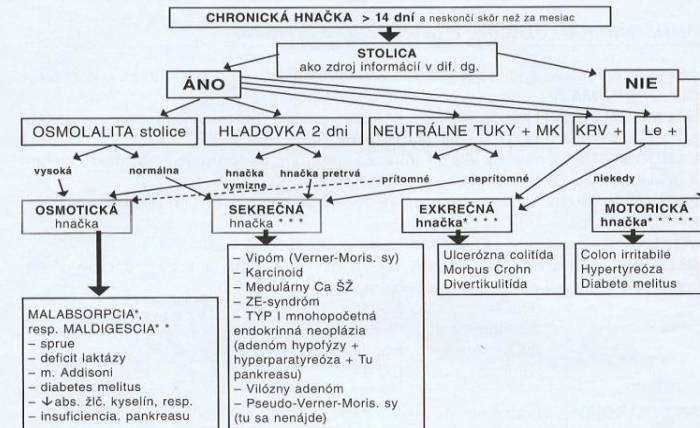 CHRONICKÁ HNAČKA > 14 dní a neskončí skôr než za mesiac
STOLICA
ako zdroj informácií v dif. dg.
ÁNO
NIE
OSMOLALITA stolice
HLADOVKA 2 dni
NEUTRÁLNE TUKY + MK
KRV +
Le +
vysoká
normálna
hnačka
vymizne
hnačka pretrvá
prítomné
neprítomné
niekedy
OSMOTICKÁ
hnačka
SEKREČNÁ
hnačka * * *
EXKREČNÁ
hnačka* * * *
MOTORICKÁ
hnačka* * * * *
MALABSORPCIA*,
resp. MALDIGESCIA* *
– sprue
– deficit laktázy
– m. Addisoni
– diabetes melitus
– ↓abs. žlč. kyselín, resp.
– insuficiencia. pankreasu
– Vipóm (Verner-Moris. sy)
– Karcinoid
– Medulárny Ca ŠŽ
– ZE-syndróm
– TYP I mnohopočetná
endokrinná neoplázia
(adenóm hypofýzy +
hyperparatyreóza + Tu
pankreasu)
– Vilózny adenóm
– Pseudo-Verner-Moris. sy
(tu sa nenájde)
Ulcerózna colitída
Morbus Crohn
Divertikulitída
Colon irritabile
Hypertyreóza
Diabete melitus